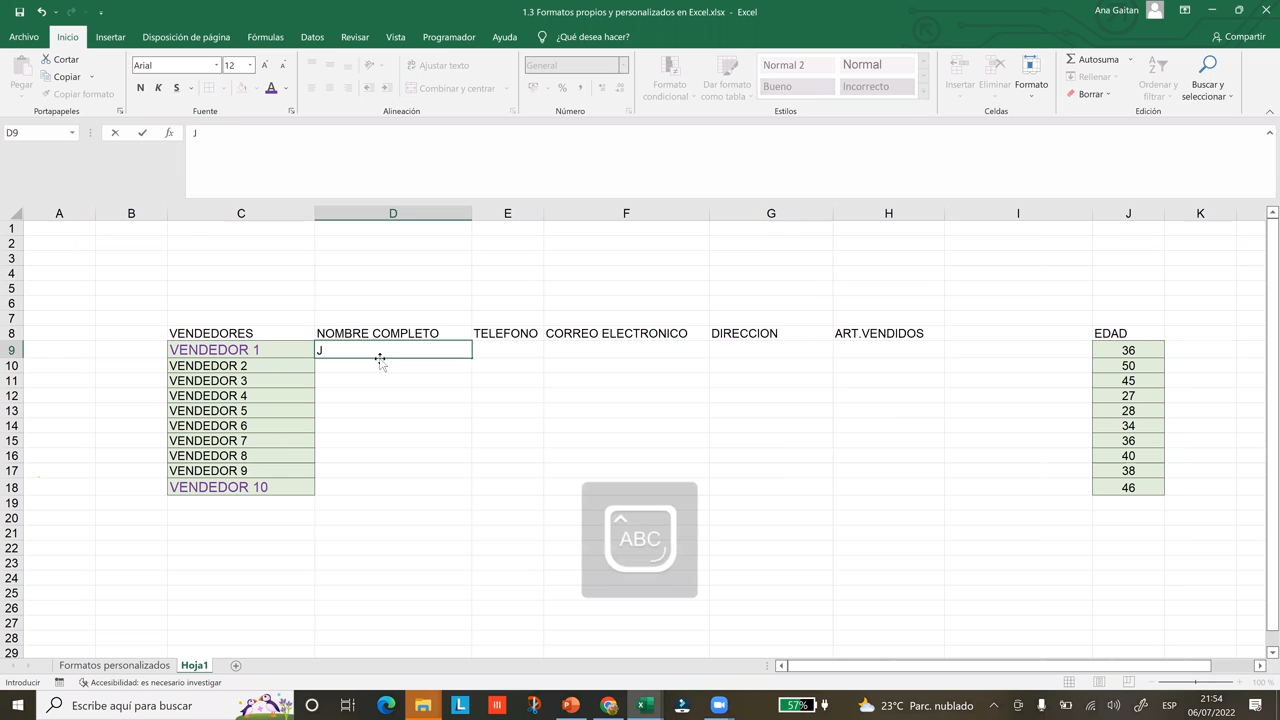 1.3 Formatos propios y personalizados en Excel.xlsx - Excel
Ana Gaitan
Archivo Inicio Insertar Disposición de página Fórmulas Datos Revisar Vista Programador Ayuda ¿Qué desea hacer? Compartir
Pegar Cortar Copiar Copiar formato
Arial 12 N K S A
Ajustar texto Combinar y centrar
General %
Formato condicional Dar formato como tabla
Normal 2 Normal
Bueno Incorrecto
Insertar Eliminar Formato
Autosuma Rellenar Borrar
Ordenar y filtrar Buscar y seleccionar
Portapapeles Fuente Alineación Número Estilos Celdas Edición
D9 fx J
A B C D E F G H I J K
1
2
3
4
5
6
7
8 VENDEDORES NOMBRE COMPLETO TELEFONO CORREO ELECTRONICO DIRECCION ART.VENDIDOS EDAD
9 VENDEDOR 1 J 36
10 VENDEDOR 2 50
11 VENDEDOR 3 45
12 VENDEDOR 4 27
13 VENDEDOR 5 28
14 VENDEDOR 6 34
15 VENDEDOR 7 36
16 VENDEDOR 8 40
17 VENDEDOR 9 38
18 VENDEDOR 10 46
19
20
21
22
23
24
25
26
27
28
29
ABC
Formatos personalizados Hoja1
Introducir Accesibilidad: es necesario investigar 100 %
Escribe aquí para buscar 57% 23°C Parc. nublado ESP 21:54
06/07/2022